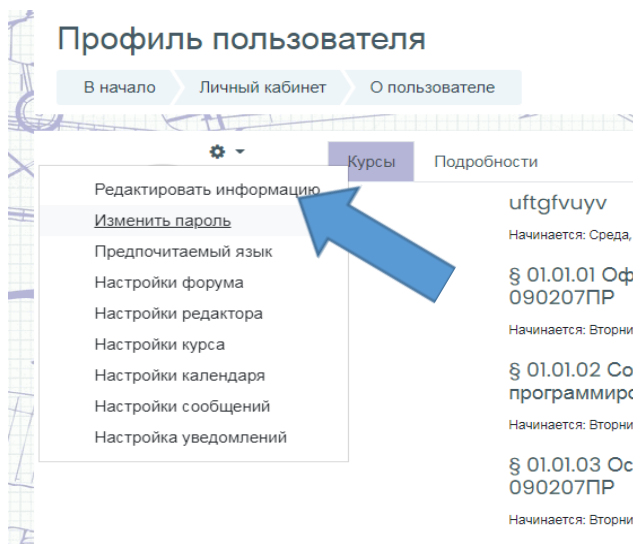 Профиль пользователя
В начало Личный кабинет О пользователе
Курсы Подробности
Редактировать информацию
Изменить пароль
Предпочитаемый язык
Настройки форума
Настройки редактора
Настройки курса
Настройки календаря
Настройки сообщений
Настройка уведомлений
uftgfvuyv
Начинается: Среда,
§ 01.01.01 Оф
090207ПР
Начинается: Вторни
§ 01.01.02 Со
программиро
Начинается: Вторни
§ 01.01.03 Ос
090207ПР
Начинается: Вторни